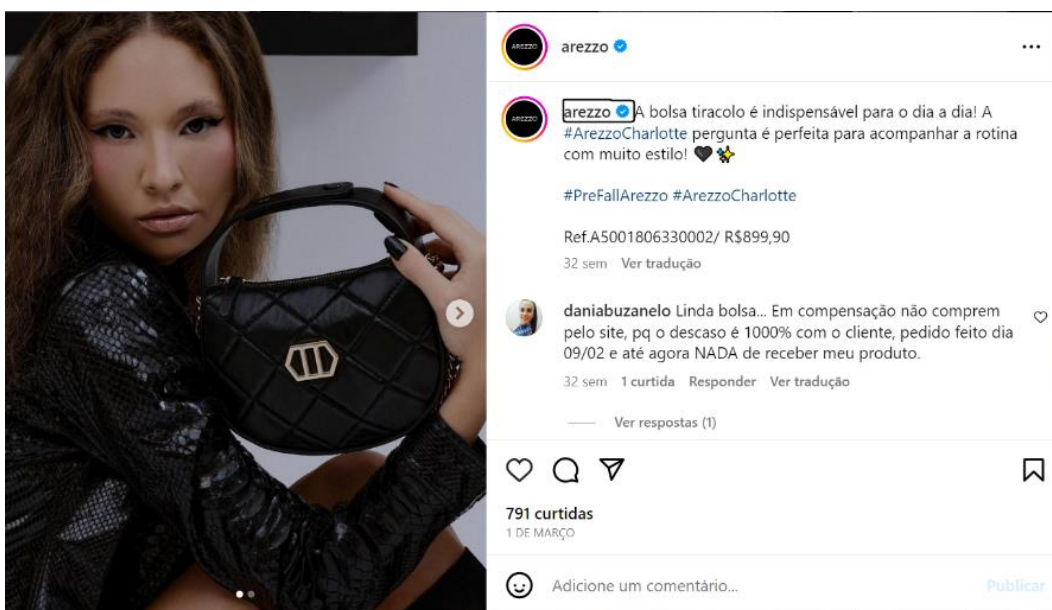 AREZZO
arezzo
AREZZO
arezzo A bolsa tiracolo é indispensável para o dia a dia! A
#ArezzoCharlotte pergunta é perfeita para acompanhar a rotina
com muito estilo! 🖤✨
#PreFallArezzo #ArezzoCharlotte
Ref.A5001806330002/ R$899,90
32 sem Ver tradução
daniabuzanelo Linda bolsa... Em compensação não comprem
pelo site, pq o descaso é 1000% com o cliente, pedido feito dia
09/02 e até agora NADA de receber meu produto.
32 sem 1 curtida Responder Ver tradução
Ver respostas (1)
791 curtidas
1 DE MARÇO
Adicione um comentário... Publicar